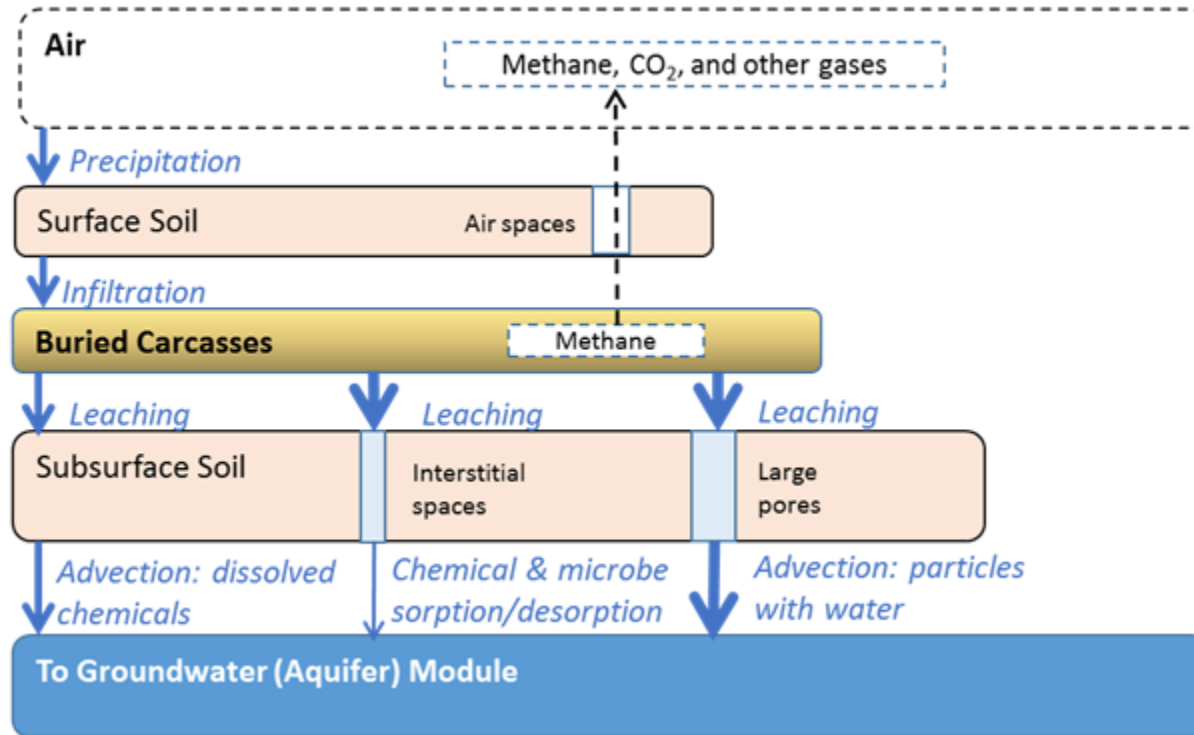 Air
Methane, CO₂, and other gases
Precipitation
Surface Soil
Air spaces
Infiltration
Buried Carcasses
Methane
Leaching
Leaching
Leaching
Subsurface Soil
Interstitial
spaces
Large
pores
Advection: dissolved
chemicals
Chemical & microbe
sorption/desorption
Advection: particles
with water
To Groundwater (Aquifer) Module